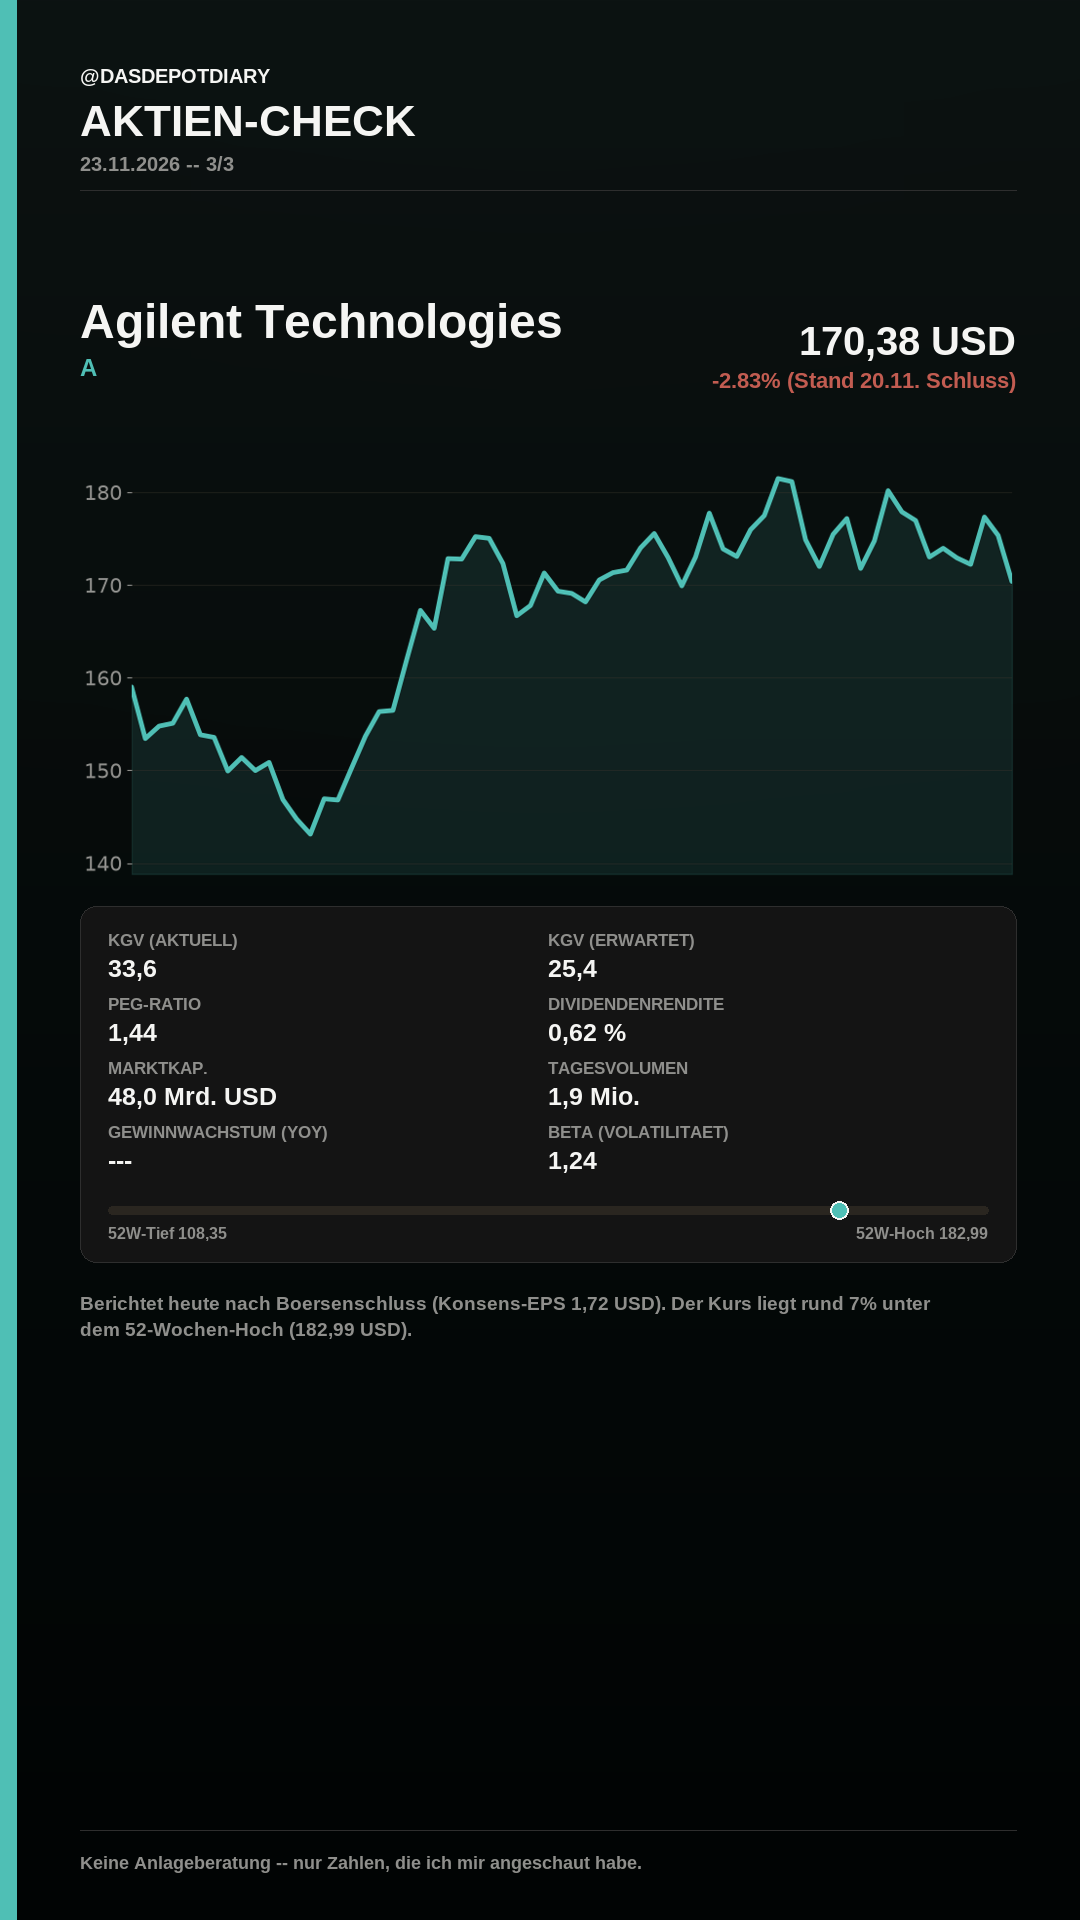 @DASDEPOTDIARY
AKTIEN-CHECK
23.11.2026 -- 3/3
Agilent Technologies
A
170,38 USD
-2.83% (Stand 20.11. Schluss)
180
170
160
150
140
KGV (AKTUELL)
33,6
KGV (ERWARTET)
25,4
PEG-RATIO
1,44
DIVIDENDENRENDITE
0,62 %
MARKTKAP.
48,0 Mrd. USD
TAGESVOLUMEN
1,9 Mio.
GEWINNWACHSTUM (YOY)
---
BETA (VOLATILITAET)
1,24
52W-Tief 108,35
52W-Hoch 182,99
Berichtet heute nach Boersenschluss (Konsens-EPS 1,72 USD). Der Kurs liegt rund 7% unter
dem 52-Wochen-Hoch (182,99 USD).
Keine Anlageberatung -- nur Zahlen, die ich mir angeschaut habe.